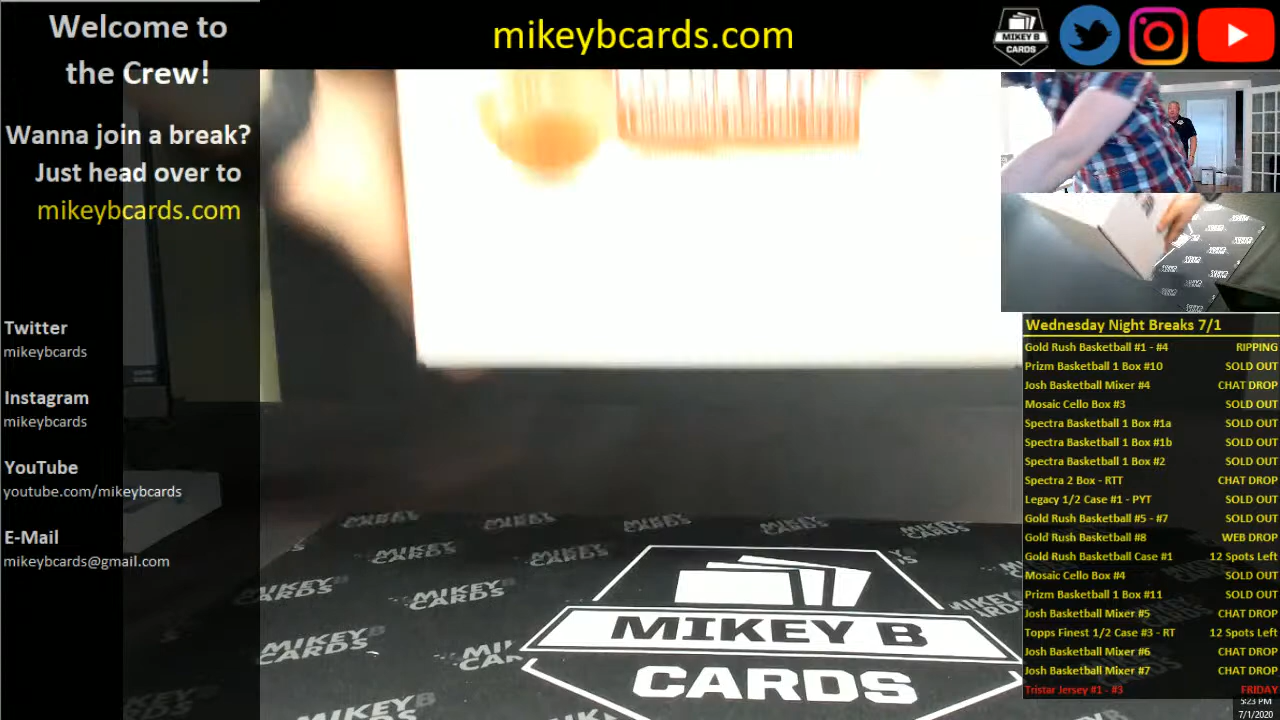 Welcome to
the Crew!
Wanna join a break?
Just head over to
mikeybcards.com
Twitter
mikeybcards
Instagram
mikeybcards
YouTube
youtube.com/mikeybcards
E-Mail
mikeybcards@gmail.com
mikeybcards.com
MIKEY B
CARDS
Wednesday Night Breaks 7/1
Gold Rush Basketball #1 - #4 RIPPING
Prizm Basketball 1 Box #10 SOLD OUT
Josh Basketball Mixer #4 CHAT DROP
Mosaic Cello Box #3 SOLD OUT
Spectra Basketball 1 Box #1a SOLD OUT
Spectra Basketball 1 Box #1b SOLD OUT
Spectra Basketball 1 Box #2 SOLD OUT
Spectra 2 Box - RTT CHAT DROP
Legacy 1/2 Case #1 - PYT SOLD OUT
Gold Rush Basketball #5 - #7 SOLD OUT
Gold Rush Basketball #8 WEB DROP
Gold Rush Basketball Case #1 12 Spots Left
Mosaic Cello Box #4 SOLD OUT
Prizm Basketball 1 Box #11 SOLD OUT
Josh Basketball Mixer #5 CHAT DROP
Topps Finest 1/2 Case #3 - RT 12 Spots Left
Josh Basketball Mixer #6 CHAT DROP
Josh Basketball Mixer #7 CHAT DROP
Tristar Jersey #1 - #3 FRIDAY
5:23 PM
7/1/2020
MIKEY B
CARDS